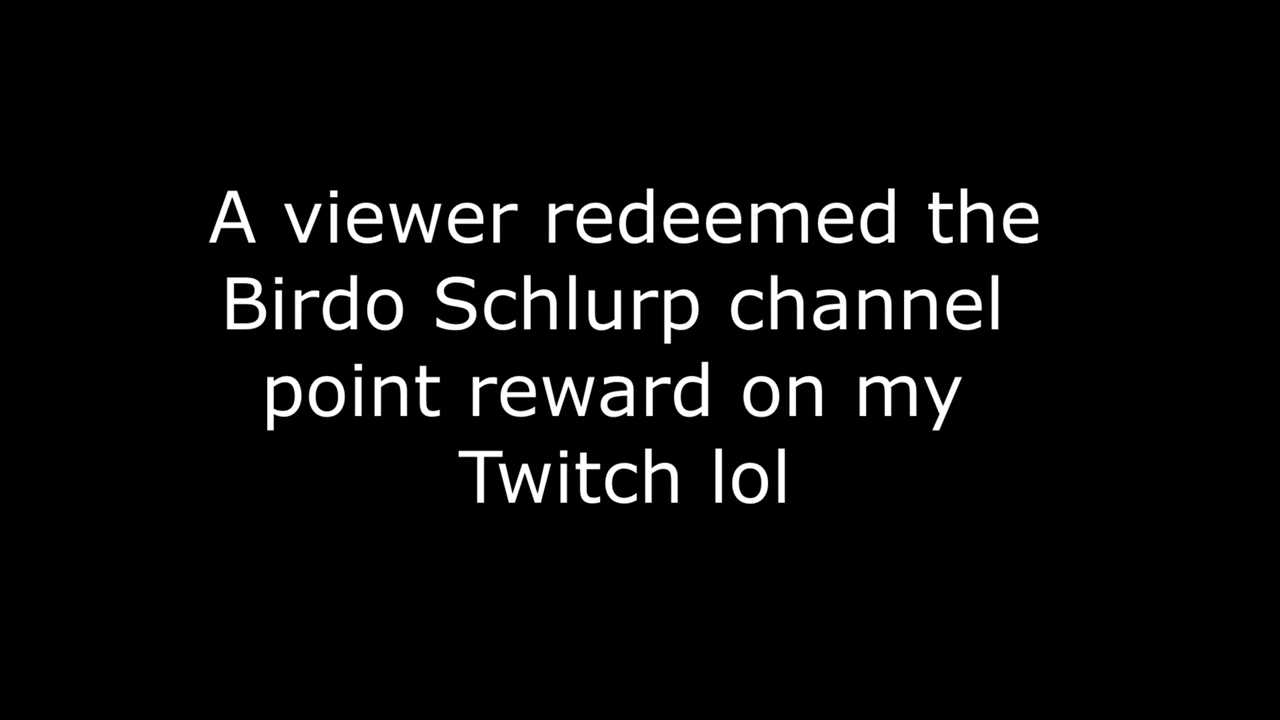 A viewer redeemed the
Birdo Schlurp channel
point reward on my
Twitch lol